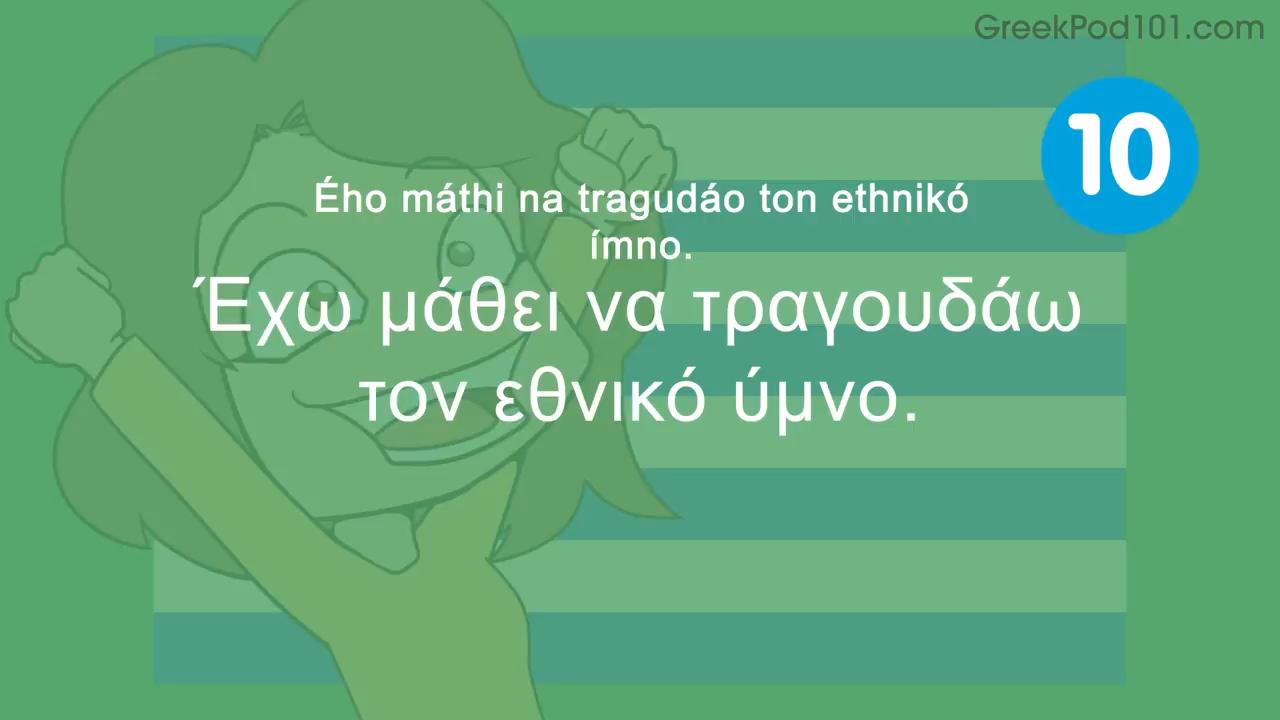 GreekPod101.com
10
Ého máthi na tragudáo ton ethnikó
ímno.
Έχω μάθει να τραγουδάω
τον εθνικό ύμνο.